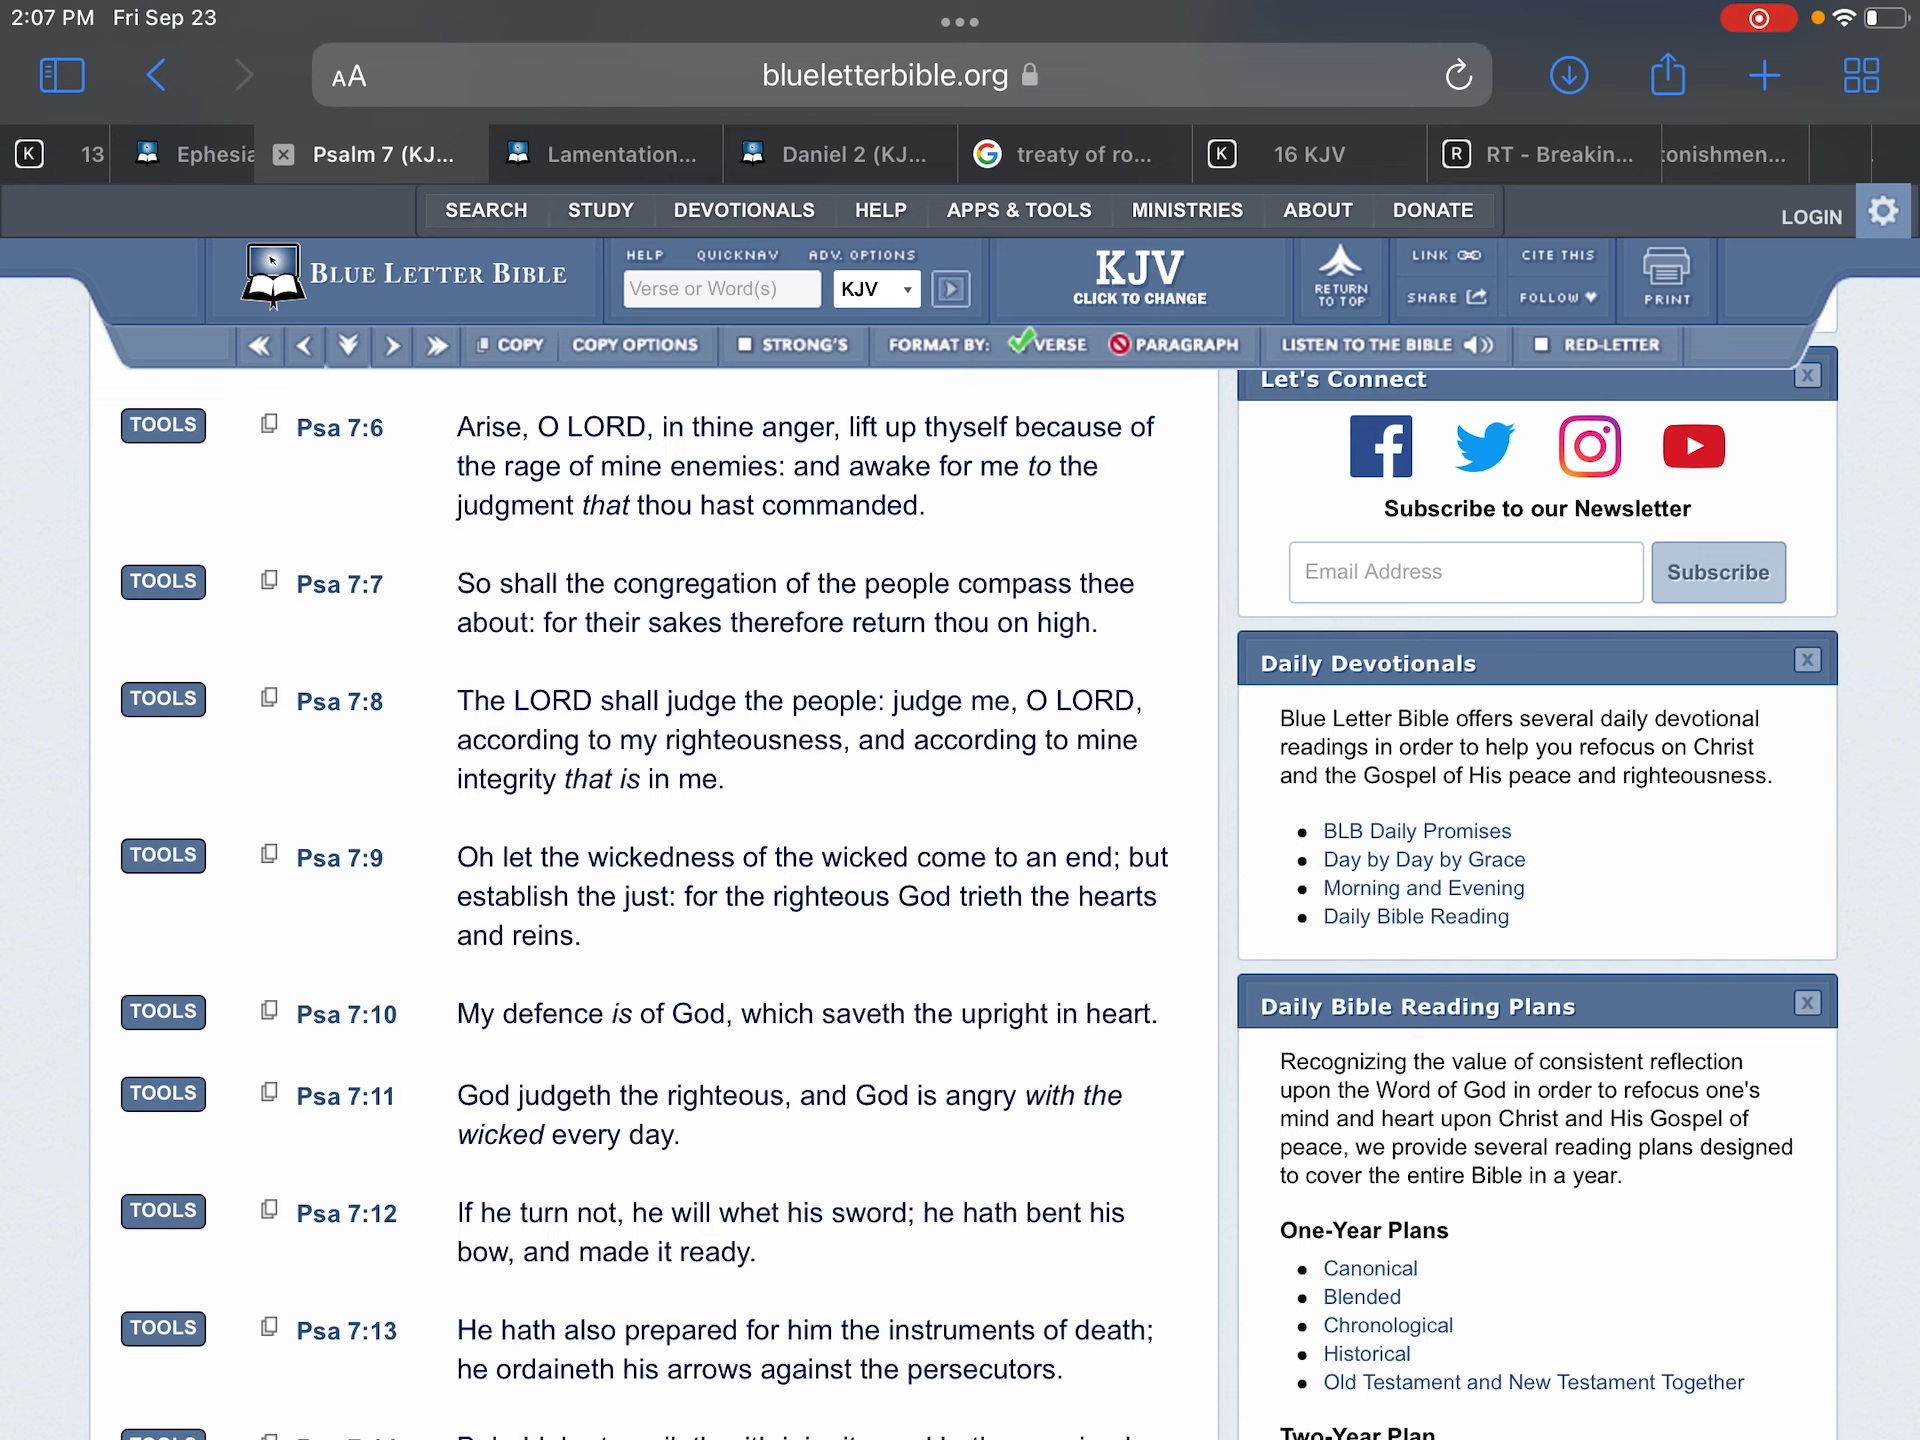 2:07 PM Fri Sep 23
AA
blueletterbible.org
K 13
Ephesia
Psalm 7 (KJ...
Lamentation...
Daniel 2 (KJ...
treaty of ro...
K 16 KJV
R RT - Breakin...
onishmen...
SEARCH STUDY DEVOTIONALS HELP APPS & TOOLS MINISTRIES ABOUT DONATE
LOGIN
BLUE LETTER BIBLE
HELP QUICKNAV ADV. OPTIONS
Verse or Word(s) KJV
KJV
CLICK TO CHANGE
RETURN
TO TOP
LINK CITE THIS
SHARE FOLLOW
PRINT
COPY COPY OPTIONS STRONG'S FORMAT BY: VERSE PARAGRAPH LISTEN TO THE BIBLE RED-LETTER
TOOLS Psa 7:6 Arise, O LORD, in thine anger, lift up thyself because of
the rage of mine enemies: and awake for me to the
judgment that thou hast commanded.
TOOLS Psa 7:7 So shall the congregation of the people compass thee
about: for their sakes therefore return thou on high.
TOOLS Psa 7:8 The LORD shall judge the people: judge me, O LORD,
according to my righteousness, and according to mine
integrity that is in me.
TOOLS Psa 7:9 Oh let the wickedness of the wicked come to an end; but
establish the just: for the righteous God trieth the hearts
and reins.
TOOLS Psa 7:10 My defence is of God, which saveth the upright in heart.
TOOLS Psa 7:11 God judgeth the righteous, and God is angry with the
wicked every day.
TOOLS Psa 7:12 If he turn not, he will whet his sword; he hath bent his
bow, and made it ready.
TOOLS Psa 7:13 He hath also prepared for him the instruments of death;
he ordaineth his arrows against the persecutors.
Let's Connect
X
Subscribe to our Newsletter
Email Address Subscribe
Daily Devotionals
X
Blue Letter Bible offers several daily devotional
readings in order to help you refocus on Christ
and the Gospel of His peace and righteousness.
BLB Daily Promises
Day by Day by Grace
Morning and Evening
Daily Bible Reading
Daily Bible Reading Plans
X
Recognizing the value of consistent reflection
upon the Word of God in order to refocus one's
mind and heart upon Christ and His Gospel of
peace, we provide several reading plans designed
to cover the entire Bible in a year.
One-Year Plans
Canonical
Blended
Chronological
Historical
Old Testament and New Testament Together
Two-Year Plan